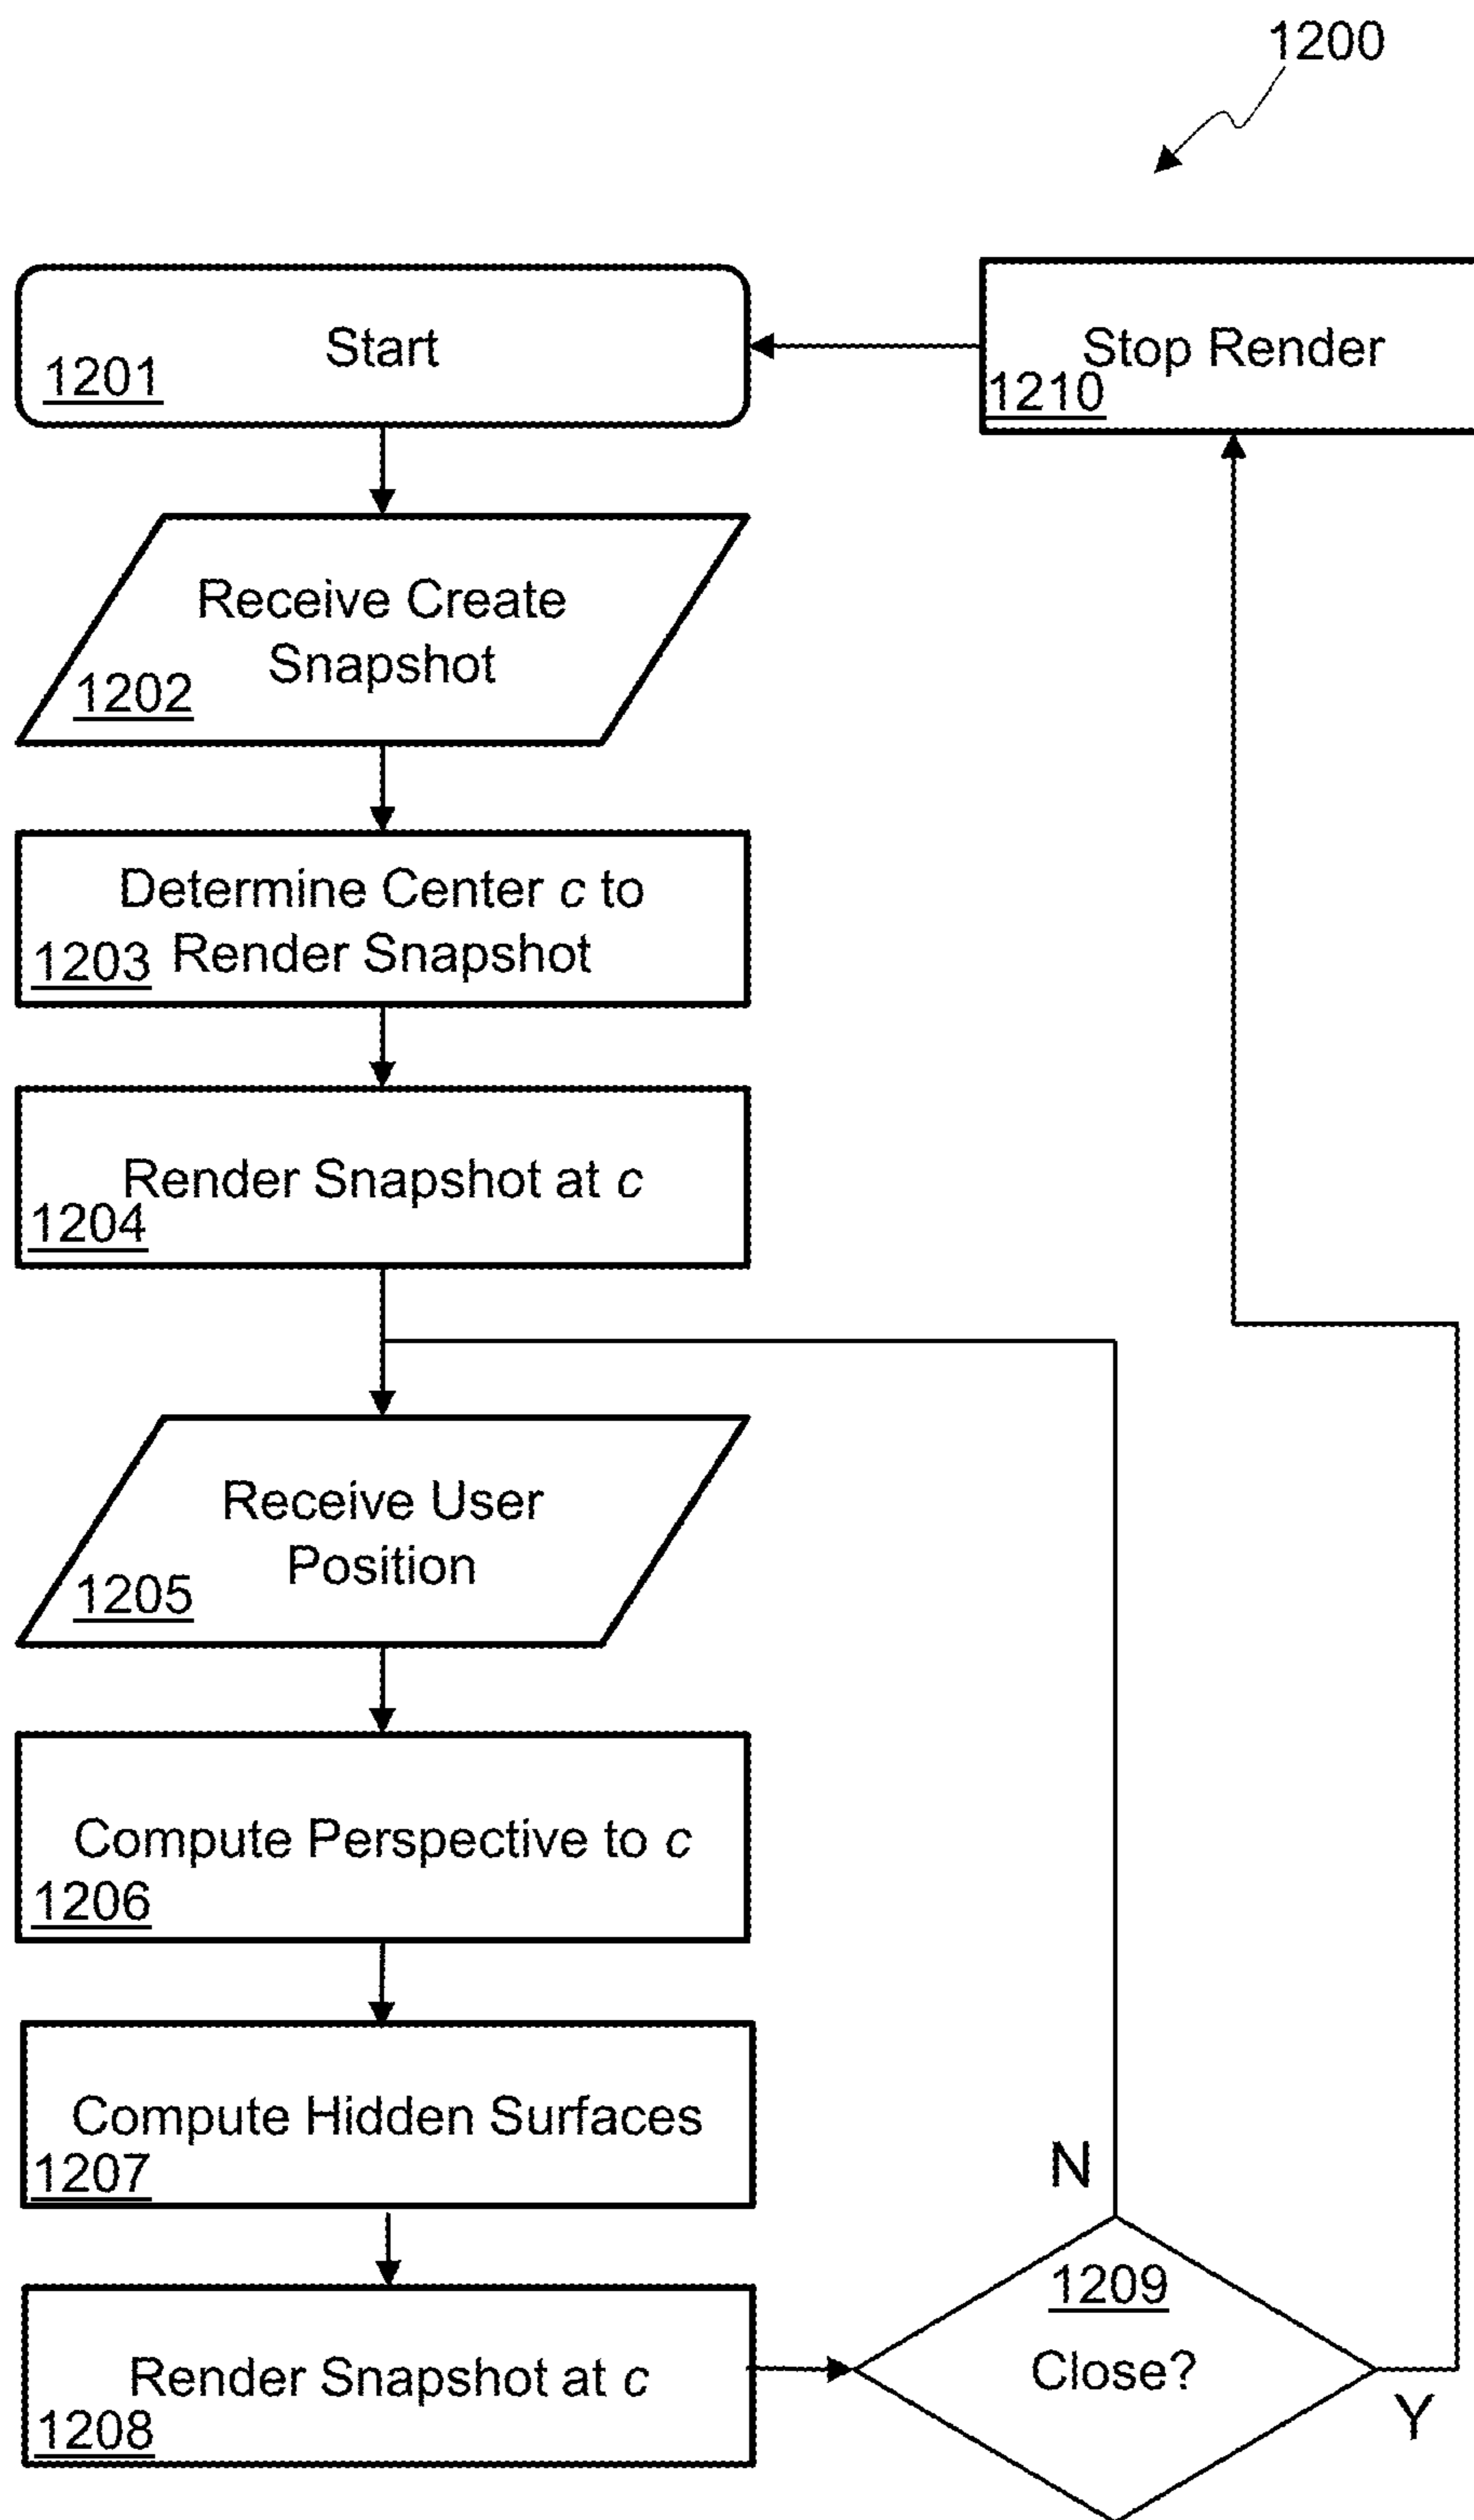 1200
Start
1201
Stop Render
1210
Receive Create
Snapshot
1202
Determine Center c to
Render Snapshot
1203
Render Snapshot at c
1204
Receive User
Position
1205
Compute Perspective to c
1206
Compute Hidden Surfaces
1207
N
1209
Close?
Y
Render Snapshot at c
1208